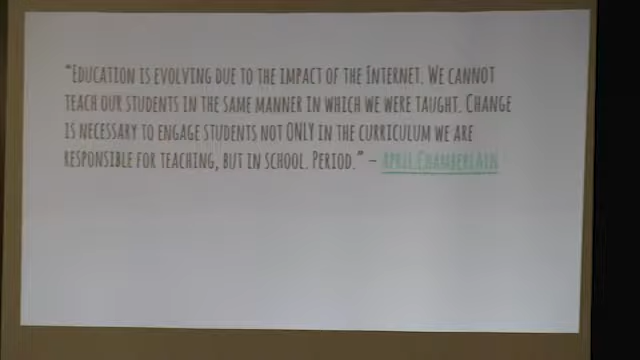 “Education is evolving due to the impact of the Internet. We cannot
teach our students in the same manner in which we were taught. Change
is necessary to engage students not ONLY in the curriculum we are
responsible for teaching, but in school. Period.” – April Chamberlain